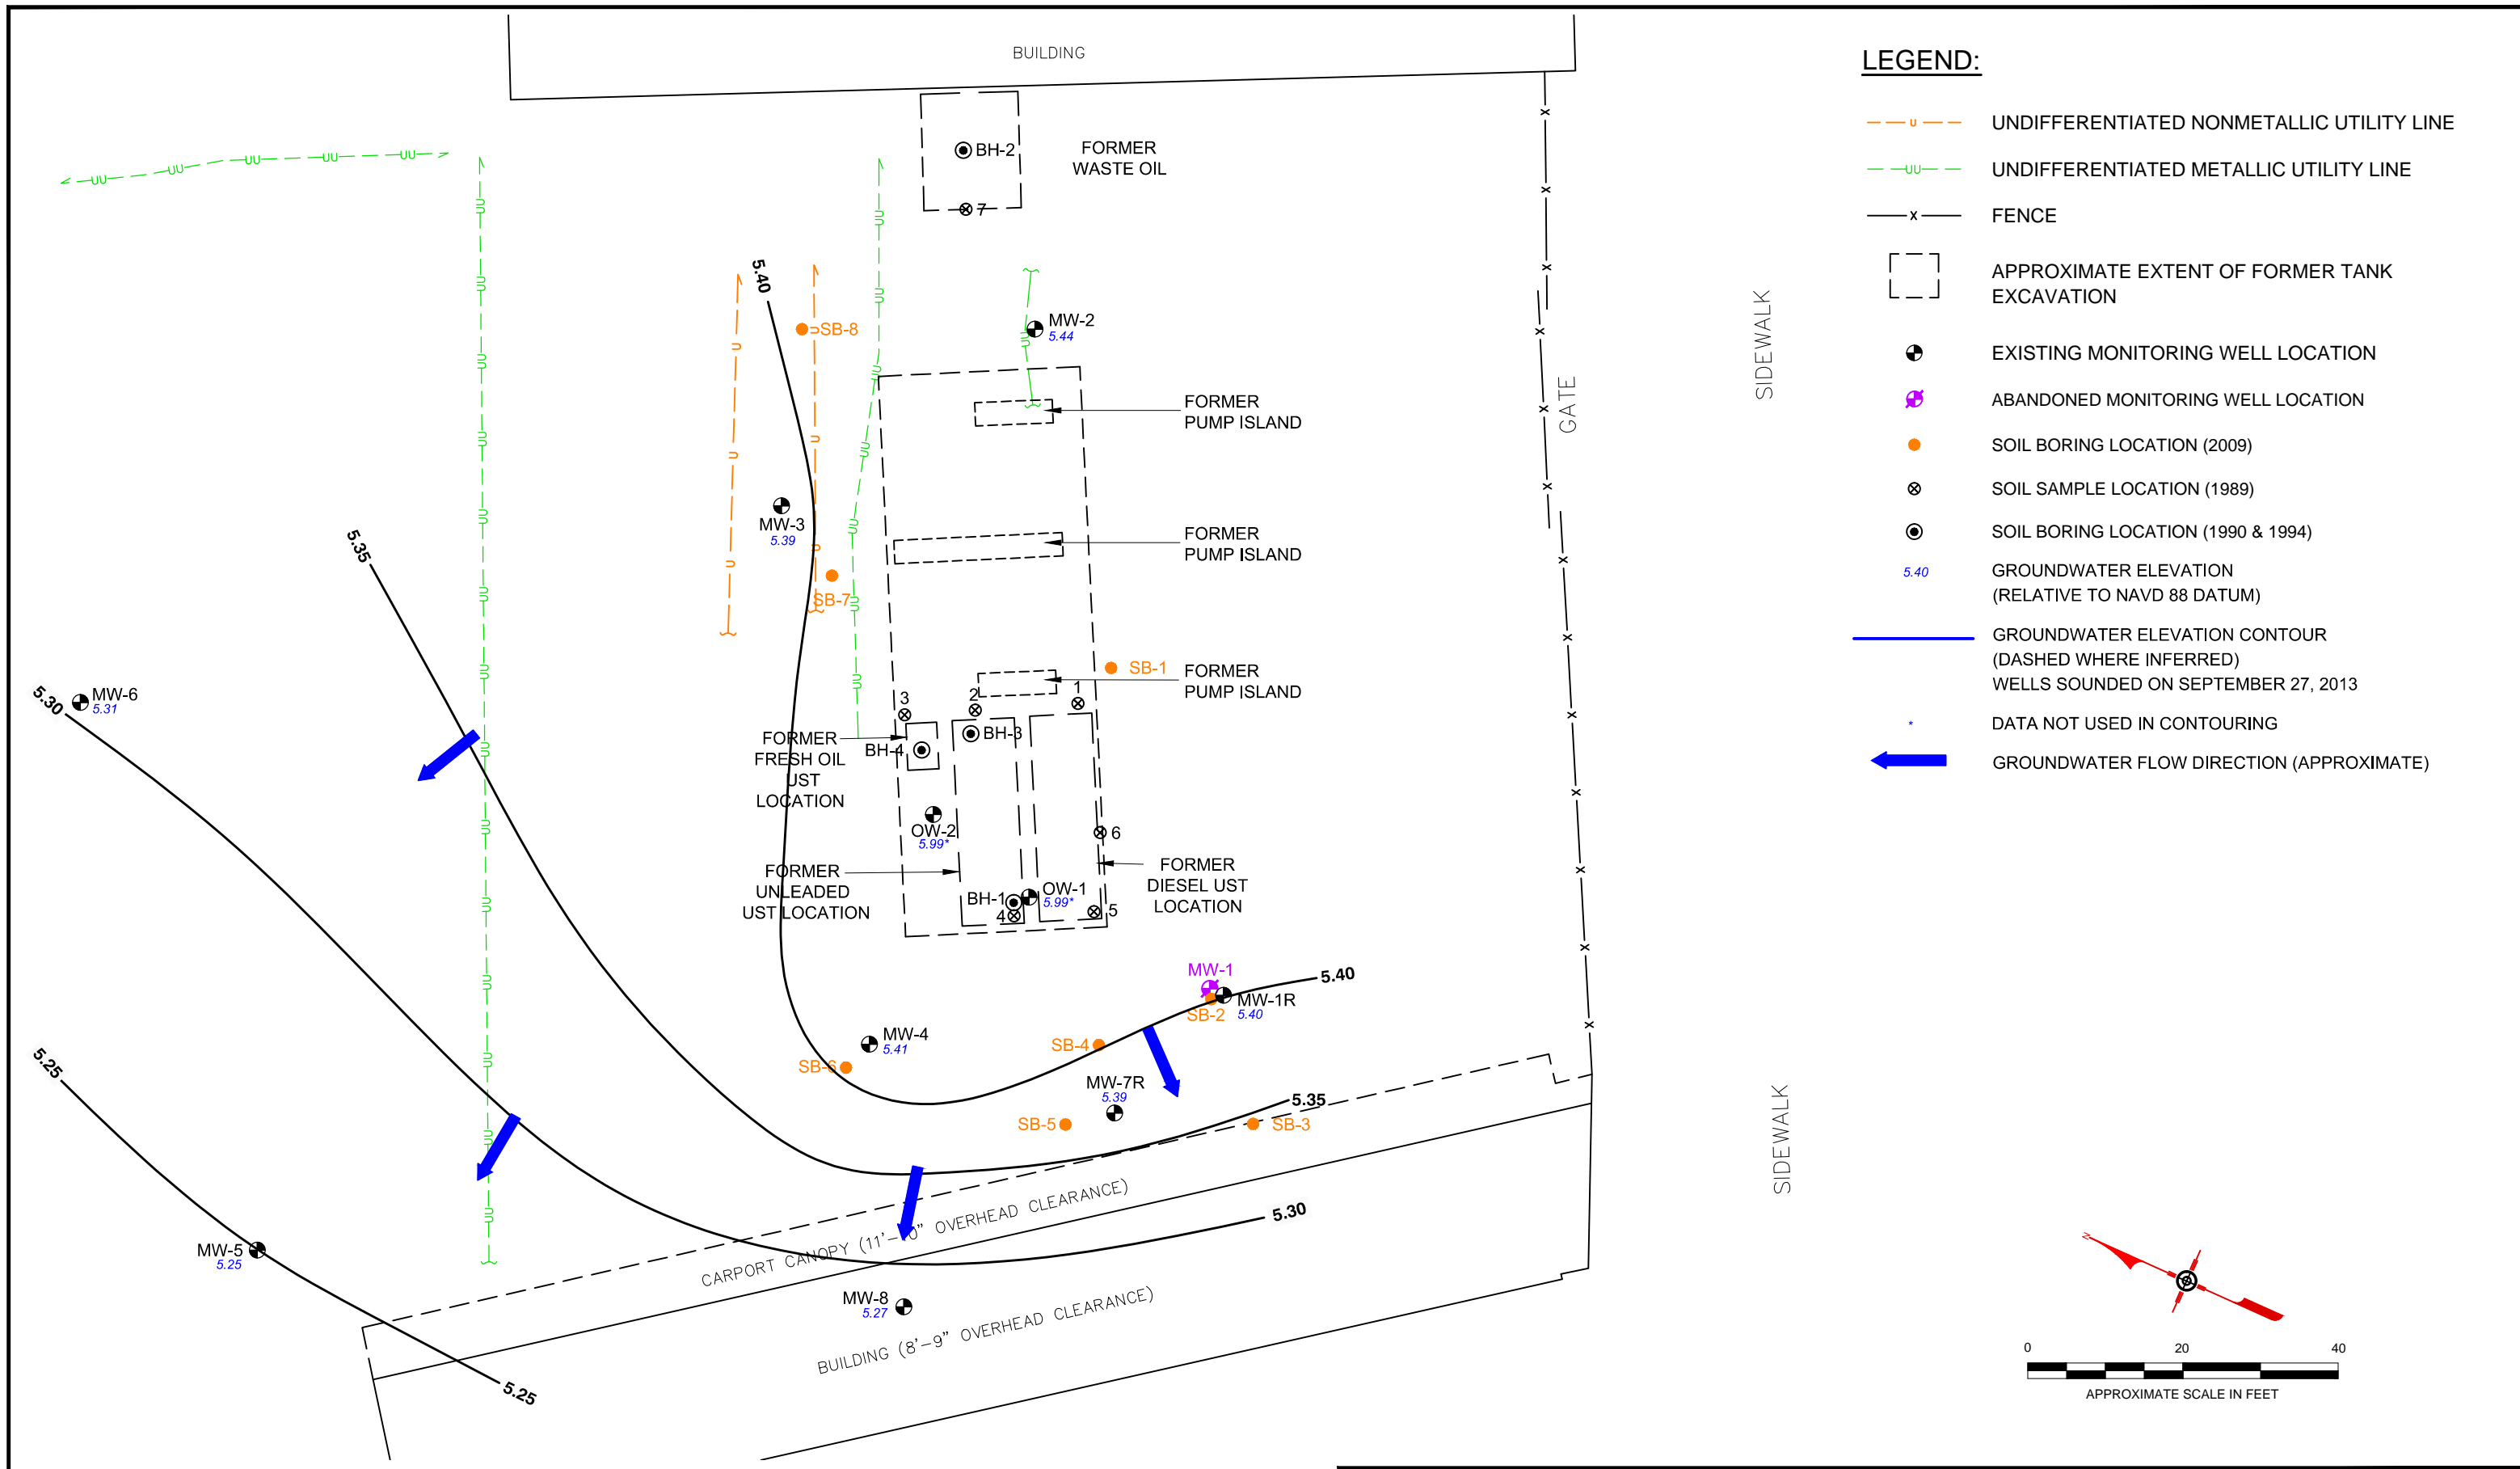 BUILDING
FORMER
WASTE OIL
BH-2
7
5.40
SB-8
MW-2
5.44
FORMER
PUMP ISLAND
MW-3
5.39
FORMER
PUMP ISLAND
SB-7
5.35
SB-1
FORMER
PUMP ISLAND
MW-6
5.31
5.30
3
2
1
FORMER
FRESH OIL
UST
LOCATION
BH-4
BH-3
OW-2
5.99*
6
FORMER
UNLEADED
UST LOCATION
BH-1
4
OW-1
5.99*
5
FORMER
DIESEL UST
LOCATION
MW-1
MW-1R
5.40
SB-2
5.40
MW-4
5.41
SB-4
SB-6
MW-7R
5.39
5.35
SB-5
SB-3
5.25
CARPORT CANOPY (11'-10" OVERHEAD CLEARANCE)
5.30
MW-5
5.25
MW-8
5.27
BUILDING (8'-9" OVERHEAD CLEARANCE)
5.25
GATE
SIDEWALK
SIDEWALK
X
U
UU
LEGEND:
U UNDIFFERENTIATED NONMETALLIC UTILITY LINE
UU UNDIFFERENTIATED METALLIC UTILITY LINE
X FENCE
APPROXIMATE EXTENT OF FORMER TANK
EXCAVATION
EXISTING MONITORING WELL LOCATION
ABANDONED MONITORING WELL LOCATION
SOIL BORING LOCATION (2009)
SOIL SAMPLE LOCATION (1989)
SOIL BORING LOCATION (1990 & 1994)
5.40 GROUNDWATER ELEVATION
(RELATIVE TO NAVD 88 DATUM)
GROUNDWATER ELEVATION CONTOUR
(DASHED WHERE INFERRED)
WELLS SOUNDED ON SEPTEMBER 27, 2013
* DATA NOT USED IN CONTOURING
GROUNDWATER FLOW DIRECTION (APPROXIMATE)
N
0 20 40
APPROXIMATE SCALE IN FEET